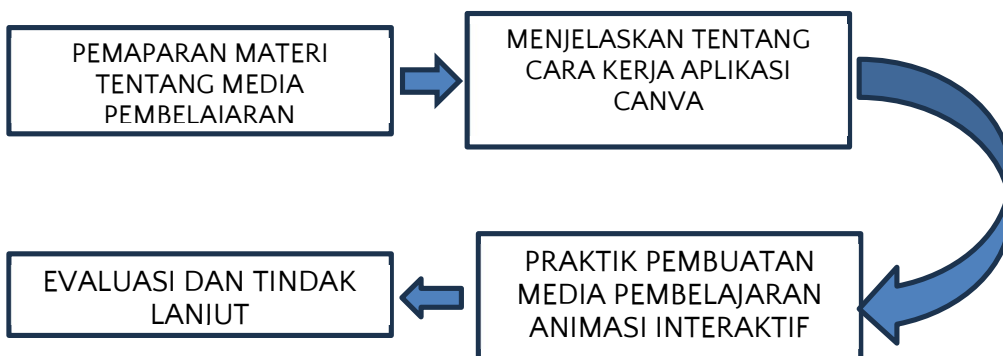 PEMAPARAN MATERI
TENTANG MEDIA
PEMBELAJARAN
MENJELASKAN TENTANG
CARA KERJA APLIKASI
CANVA
PRAKTIK PEMBUATAN
MEDIA PEMBELAJARAN
ANIMASI INTERAKTIF
EVALUASI DAN TINDAK
LANJUT